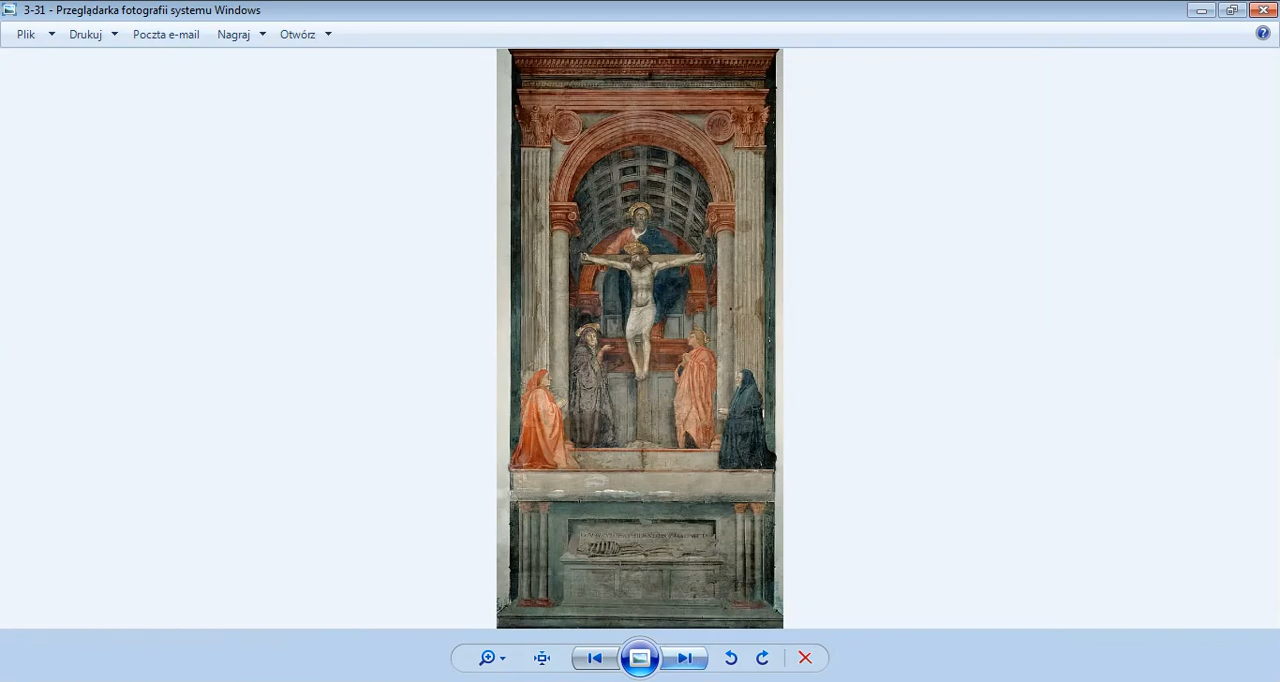 3-31 - Przeglądarka fotografii systemu Windows
Plik Drukuj Poczta e-mail Nagraj Otwórz